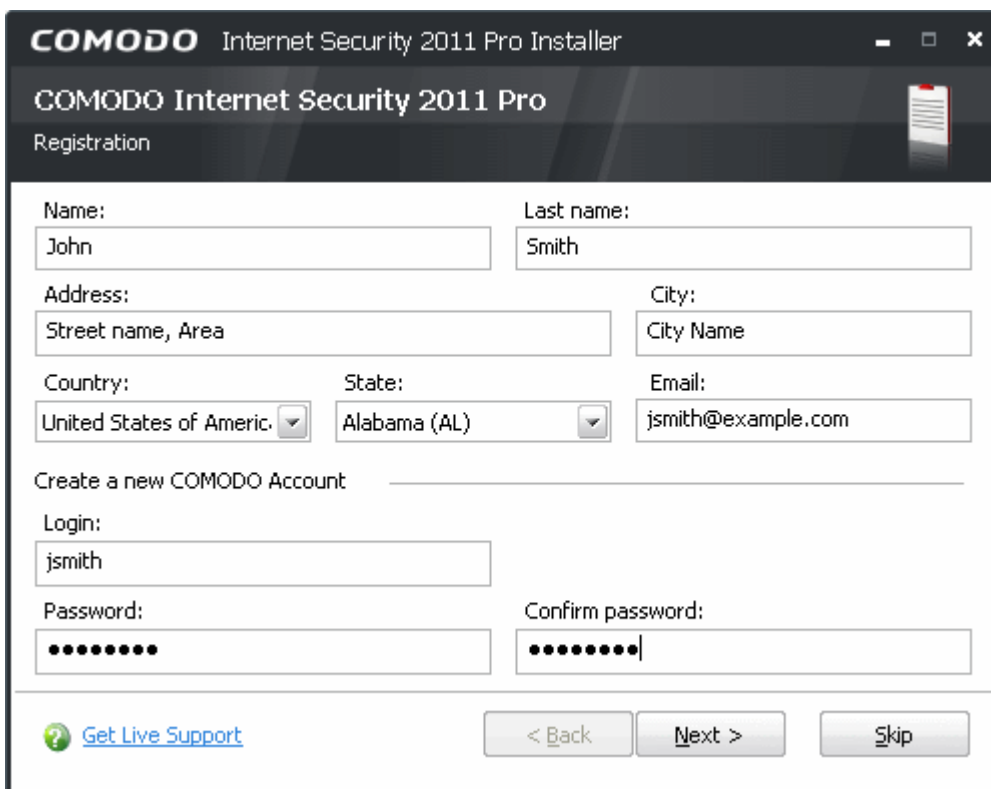 COMODO Internet Security 2011 Pro Installer
COMODO Internet Security 2011 Pro
Registration
Name: Last name:
John Smith
Address: City:
Street name, Area City Name
Country: State: Email:
United States of Americ Alabama (AL) jsmith@example.com
Create a new COMODO Account
Login:
jsmith
Password: Confirm password:
•••••••• ••••••••
Get Live Support < Back Next > Skip